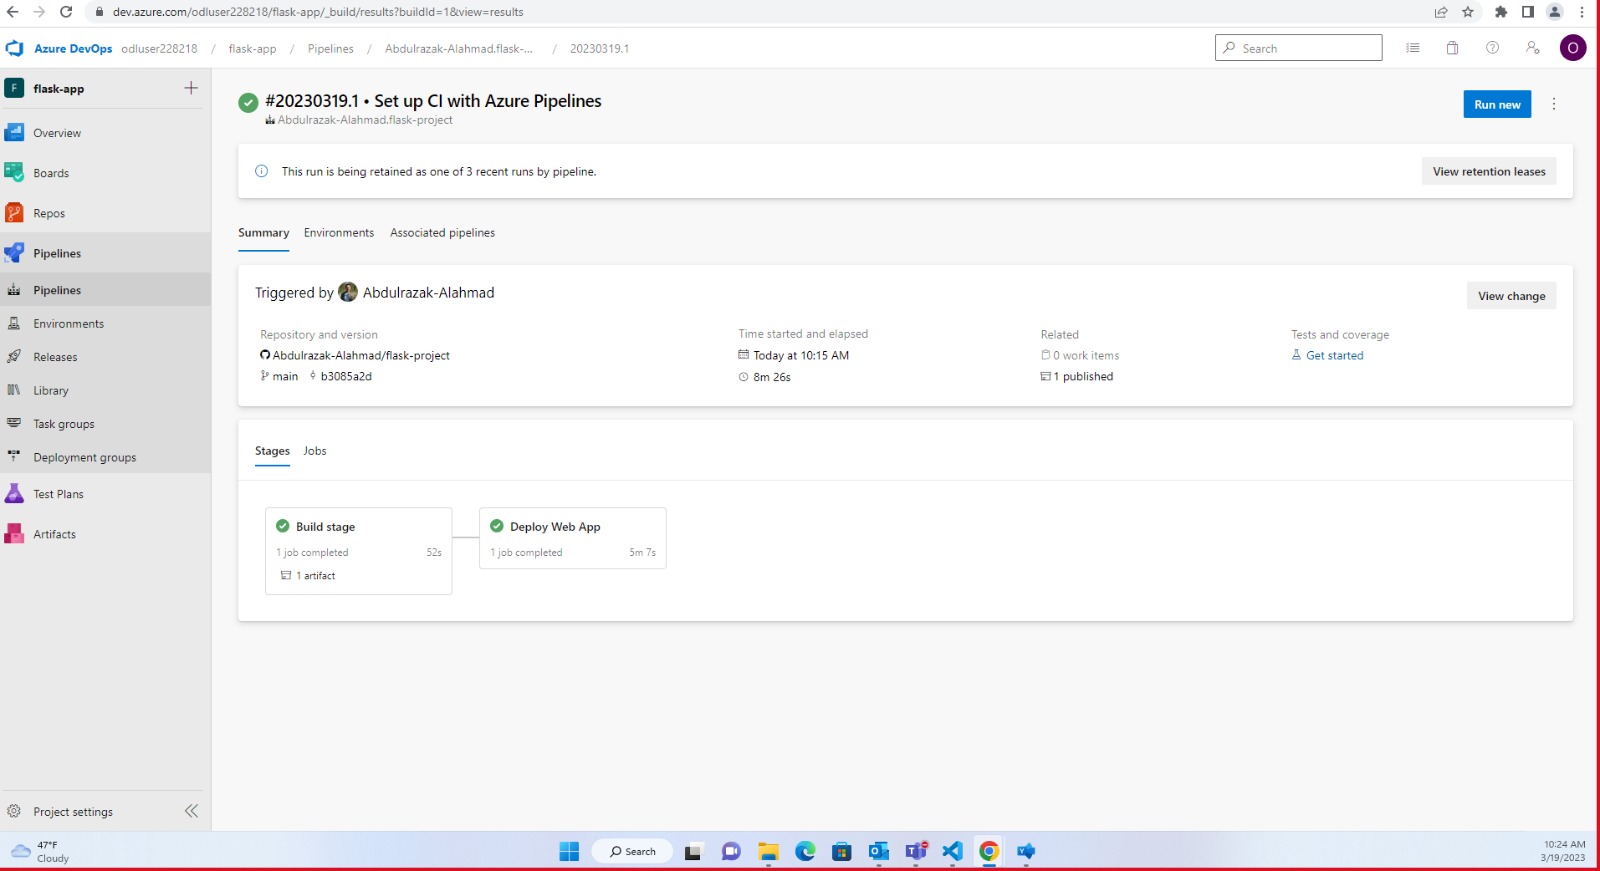 dev.azure.com/odluser228218/flask-app/_build/results?buildId=1&view=results
Azure DevOps odluser228218 / flask-app / Pipelines / Abdulrazak-Alahmad.flask-... / 20230319.1
Search
O
F flask-app
Overview
Boards
Repos
Pipelines
Pipelines
Environments
Releases
Library
Task groups
Deployment groups
Test Plans
Artifacts
Project settings
#20230319.1 • Set up CI with Azure Pipelines
Abdulrazak-Alahmad.flask-project
Run new
This run is being retained as one of 3 recent runs by pipeline.
View retention leases
Summary Environments Associated pipelines
Triggered by Abdulrazak-Alahmad
View change
Repository and version
Abdulrazak-Alahmad/flask-project
main b3085a2d
Time started and elapsed
Today at 10:15 AM
8m 26s
Related
0 work items
1 published
Tests and coverage
Get started
Stages Jobs
Build stage
1 job completed 52s
1 artifact
Deploy Web App
1 job completed 5m 7s
47°F
Cloudy
Search
10:24 AM
3/19/2023